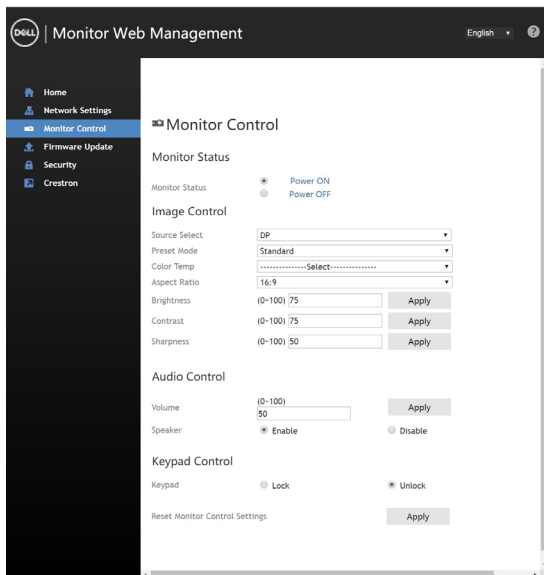 DELL | Monitor Web Management
English
?
Home
Network Settings
Monitor Control
Firmware Update
Security
Crestron
Monitor Control
Monitor Status
Monitor Status
Power ON
Power OFF
Image Control
Source Select DP
Preset Mode Standard
Color Temp ---------------Select---------------
Aspect Ratio 16:9
Brightness (0~100) 75 Apply
Contrast (0~100) 75 Apply
Sharpness (0~100) 50 Apply
Audio Control
(0~100)
Volume 50 Apply
Speaker Enable Disable
Keypad Control
Keypad Lock Unlock
Reset Monitor Control Settings Apply